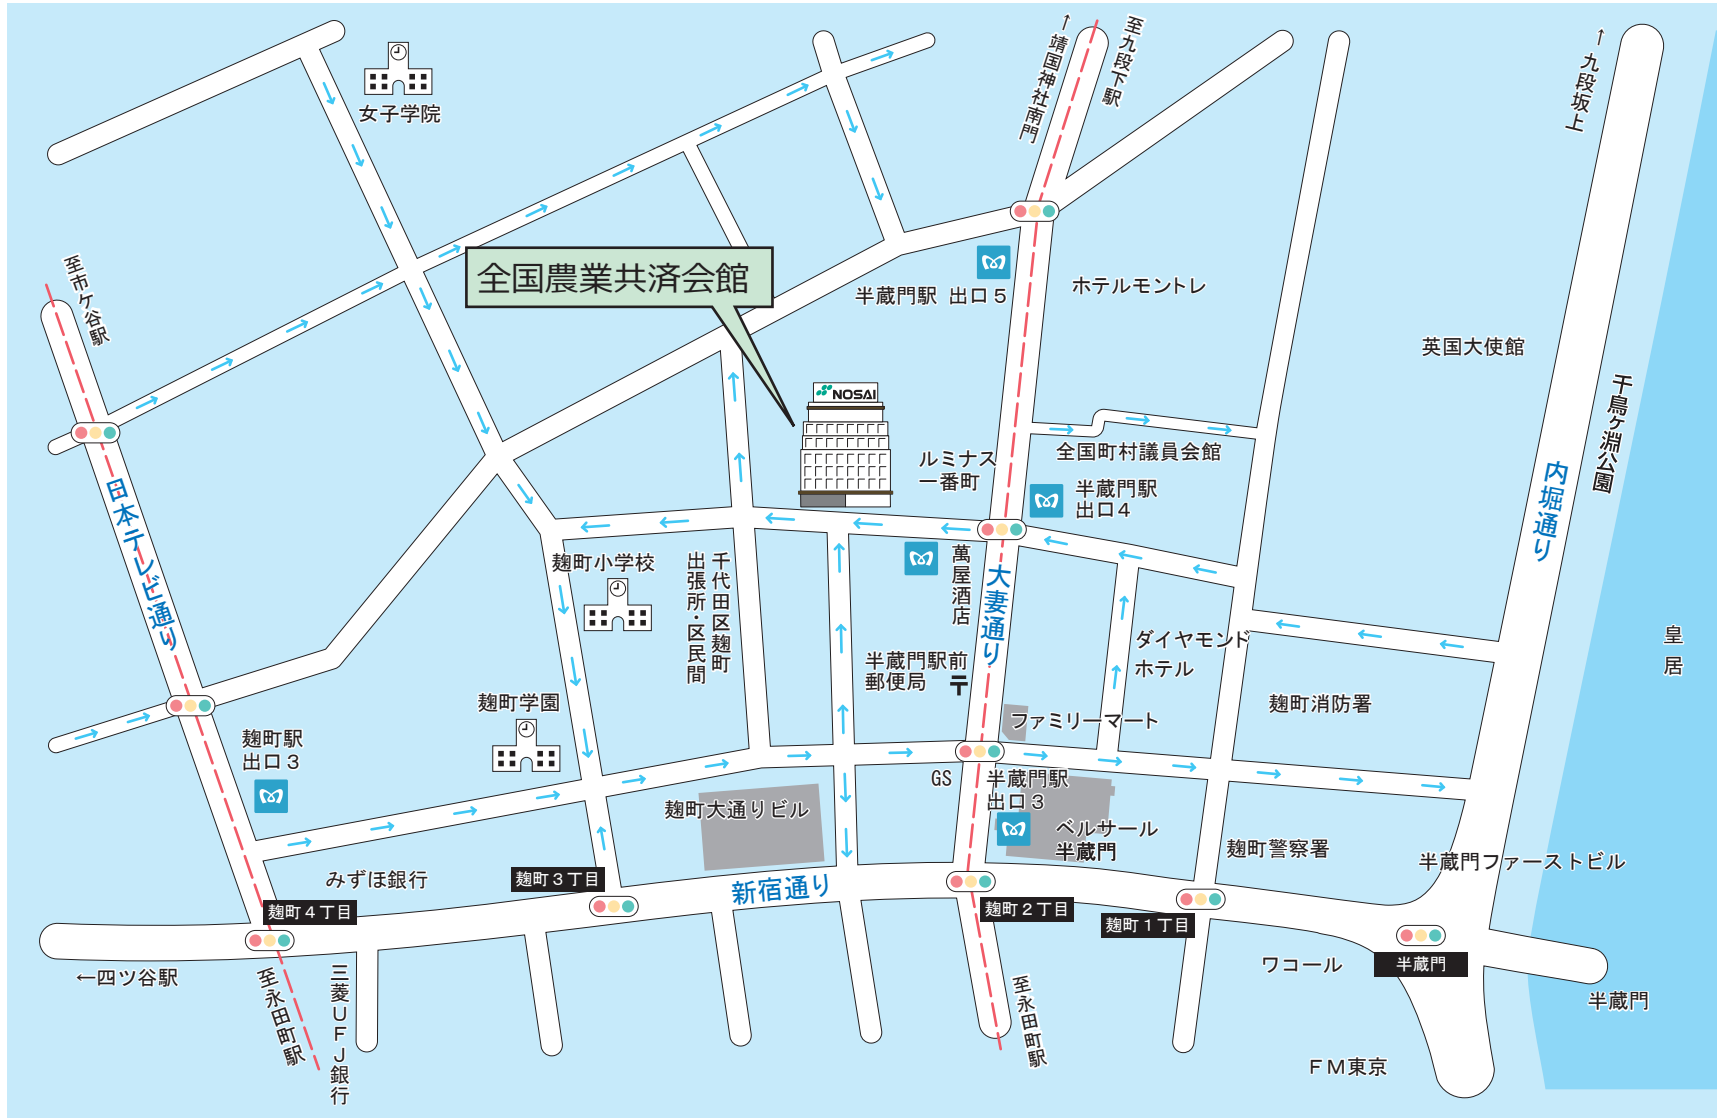 ↑靖国神社南門
至九段下駅
↑九段坂上
女子学院
至市ケ谷駅
全国農業共済会館
半蔵門駅 出口５
ホテルモントレ
英国大使館
千鳥ヶ淵公園
NOSAI
ルミナス
一番町
全国町村議員会館
半蔵門駅
出口４
内堀通り
日本テレビ通り
麹町小学校
千代田区麹町
出張所・区民間
萬屋酒店
大妻通り
ダイヤモンド
ホテル
皇居
半蔵門駅前
郵便局
〒
麹町学園
麹町消防署
ファミリーマート
麹町駅
出口３
GS
半蔵門駅
出口３
麹町大通りビル
ベルサール
半蔵門
麹町警察署
半蔵門ファーストビル
みずほ銀行
麹町３丁目
新宿通り
麹町４丁目
麹町２丁目
麹町１丁目
←四ツ谷駅
至永田町駅
三菱ＵＦＪ銀行
至永田町駅
ワコール
半蔵門
半蔵門
ＦＭ東京